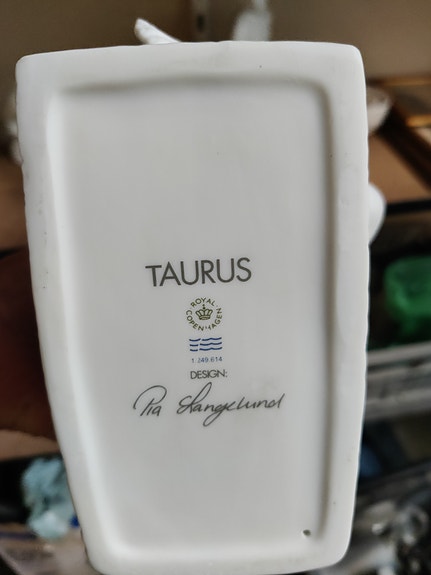 TAURUS
ROYAL
COPENHAGEN
1 249 614
DESIGN:
Pia Langelund